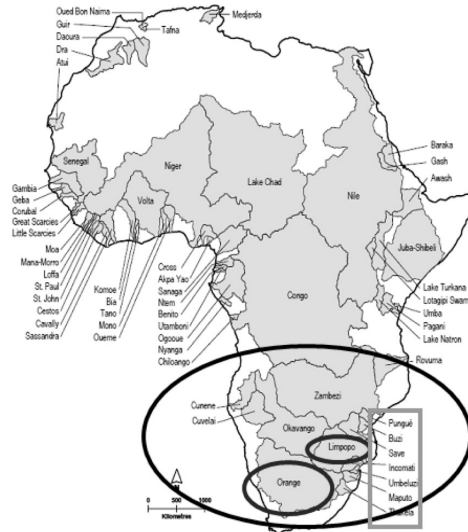 Oued Bon Naima
Guir
Daoura
Dra
Atui
Tafna
Medjerda
Senegal
Gambia
Geba
Corubal
Great Scarcies
Little Scarcies
Moa
Mana-Morro
Loffa
St. Paul
St. John
Cestos
Cavally
Sassandra
Niger
Volta
Komoe
Bia
Tano
Mono
Oueme
Lake Chad
Nile
Baraka
Gash
Awash
Juba-Shibeli
Cross
Akpa Yao
Sanaga
Ntem
Benito
Utamboni
Ogooue
Nyanga
Chiloango
Congo
Lake Turkana
Lotagipi Swam
Umba
Pagani
Lake Natron
Rovuma
Zambezi
Cunene
Cuvelai
Okavango
Limpopo
Orange
Pungué
Buzi
Save
Incomati
Umbeluzi
Maputo
Thukela
N
0 500 1000
Kilometres